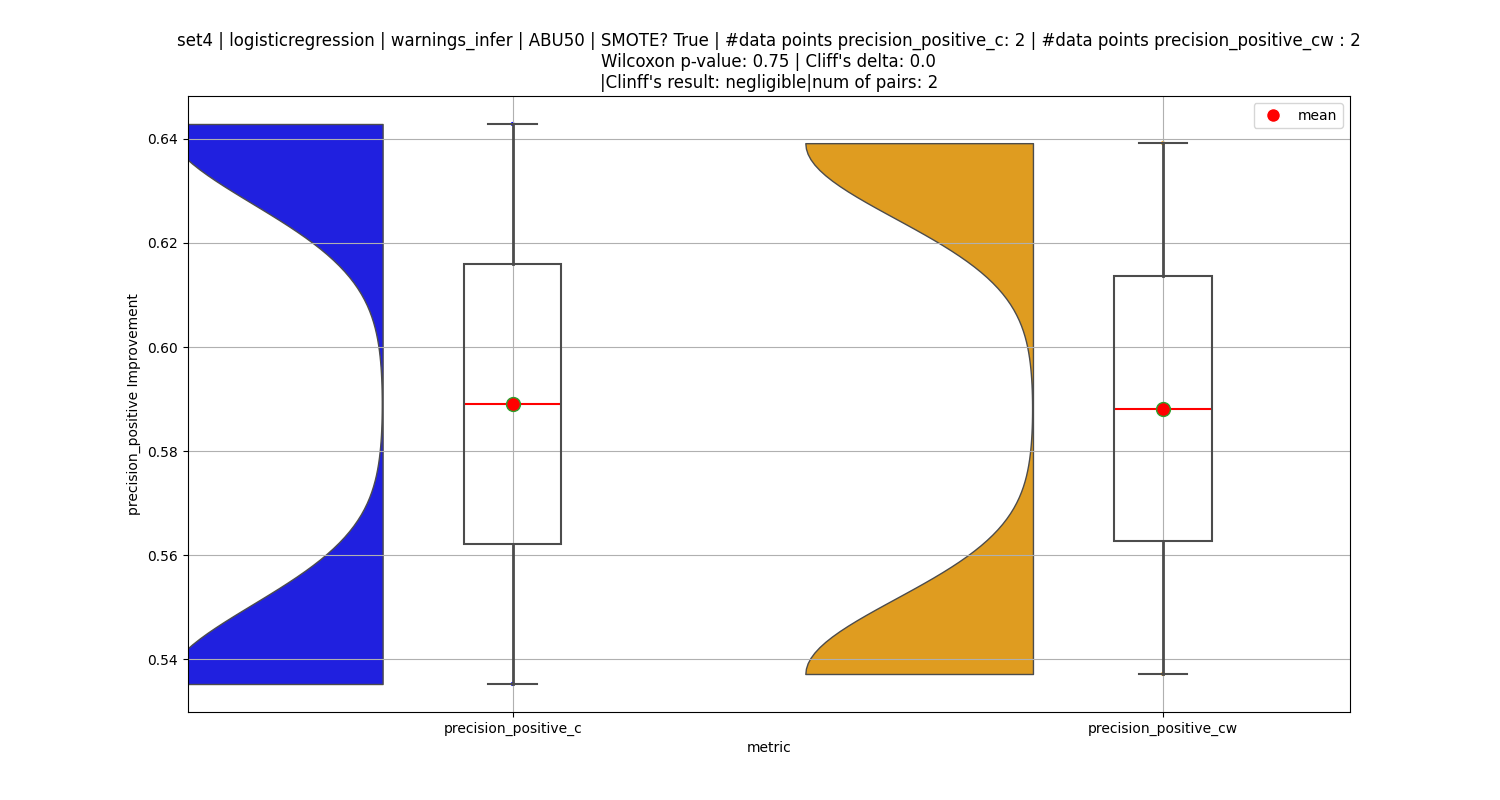 set4 | logisticregression | warnings_infer | ABU50 | SMOTE? True | #data points precision_positive_c: 2 | #data points precision_positive_cw : 2
Wilcoxon p-value: 0.75 | Cliff's delta: 0.0
|Clinff's result: negligible|num of pairs: 2
mean
0.64
0.62
0.60
0.58
0.56
0.54
precision_positive Improvement
precision_positive_c
precision_positive_cw
metric